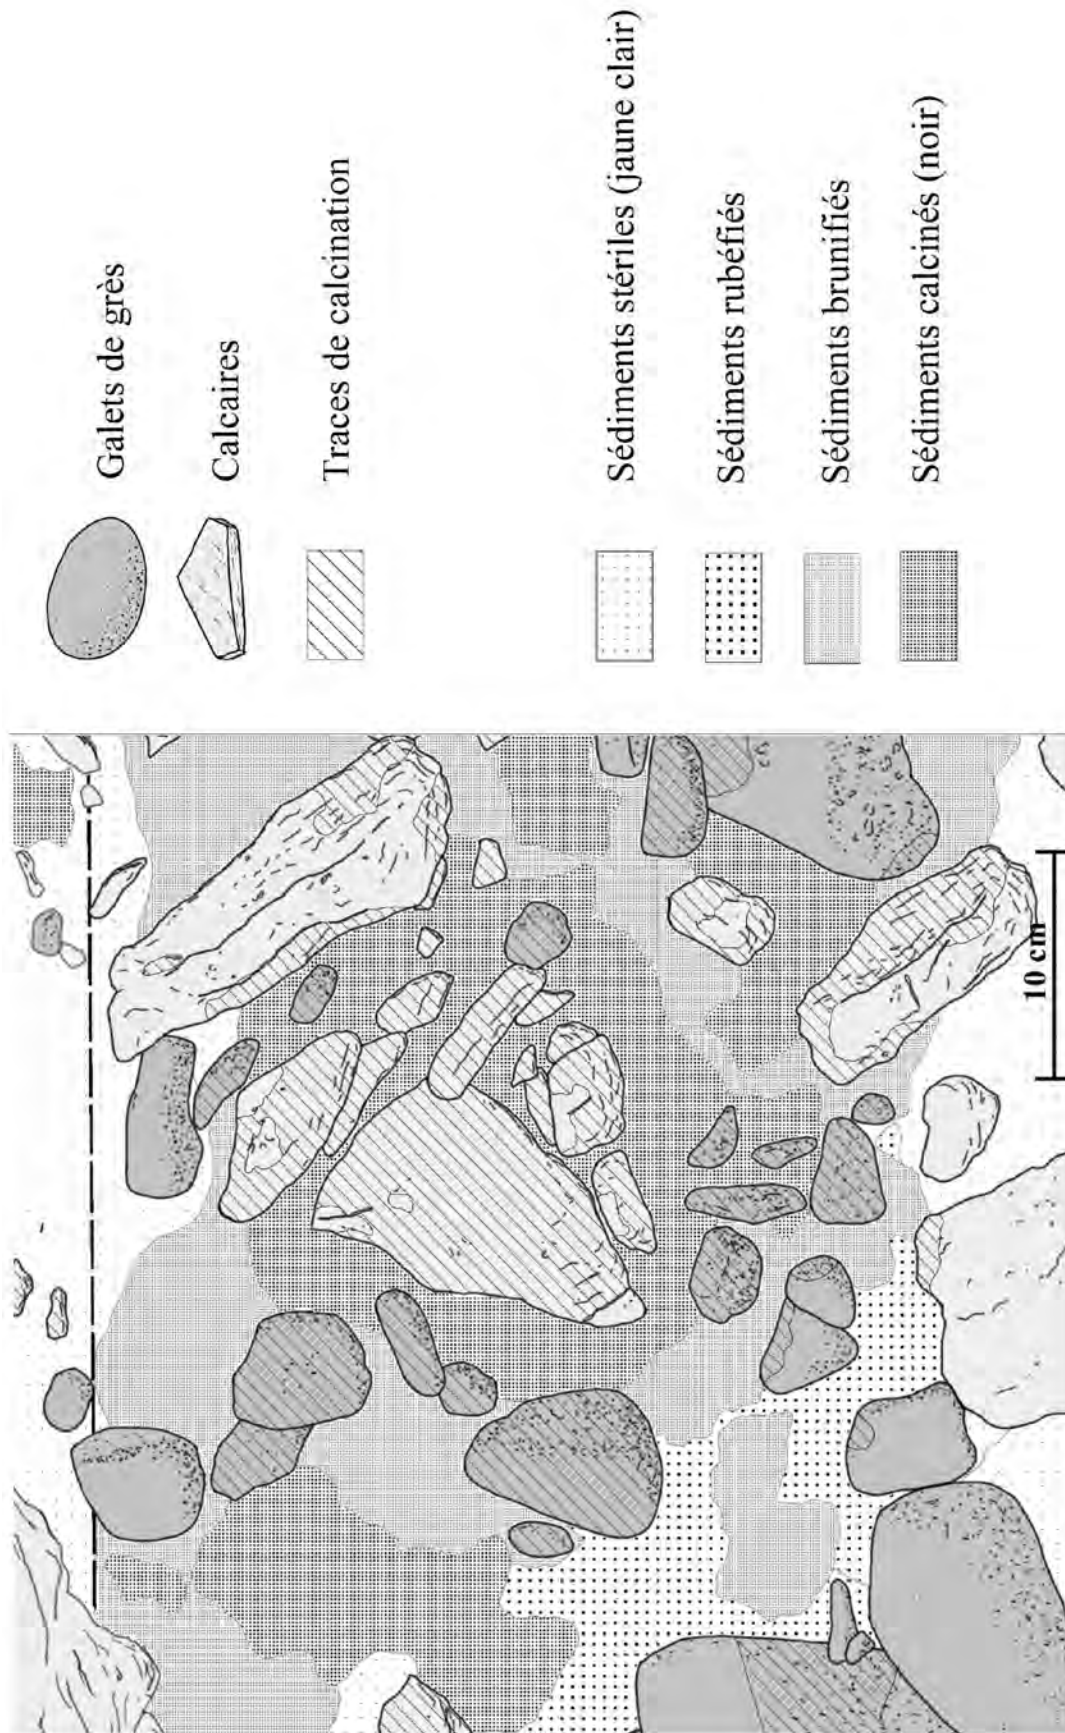 Galets de grès
Calcaires
Traces de calcination
Sédiments stériles (jaune clair)
Sédiments rubéfiés
Sédiments brunifiés
Sédiments calcinés (noir)
10 cm